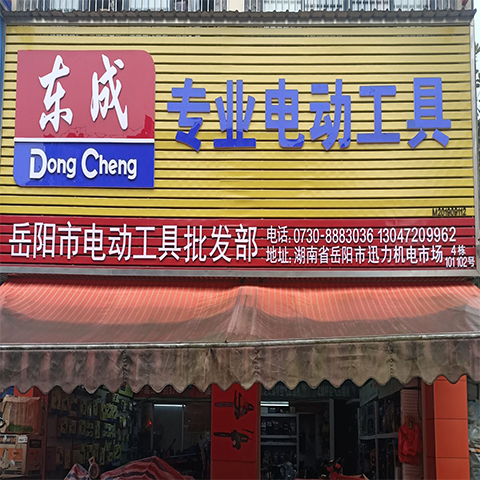 东成
Dong Cheng
专业电动工具
岳阳市电动工具批发部
电话:0730-8883036 13047209962
地址:湖南省岳阳市迅力机电市场 4栋
101 102号